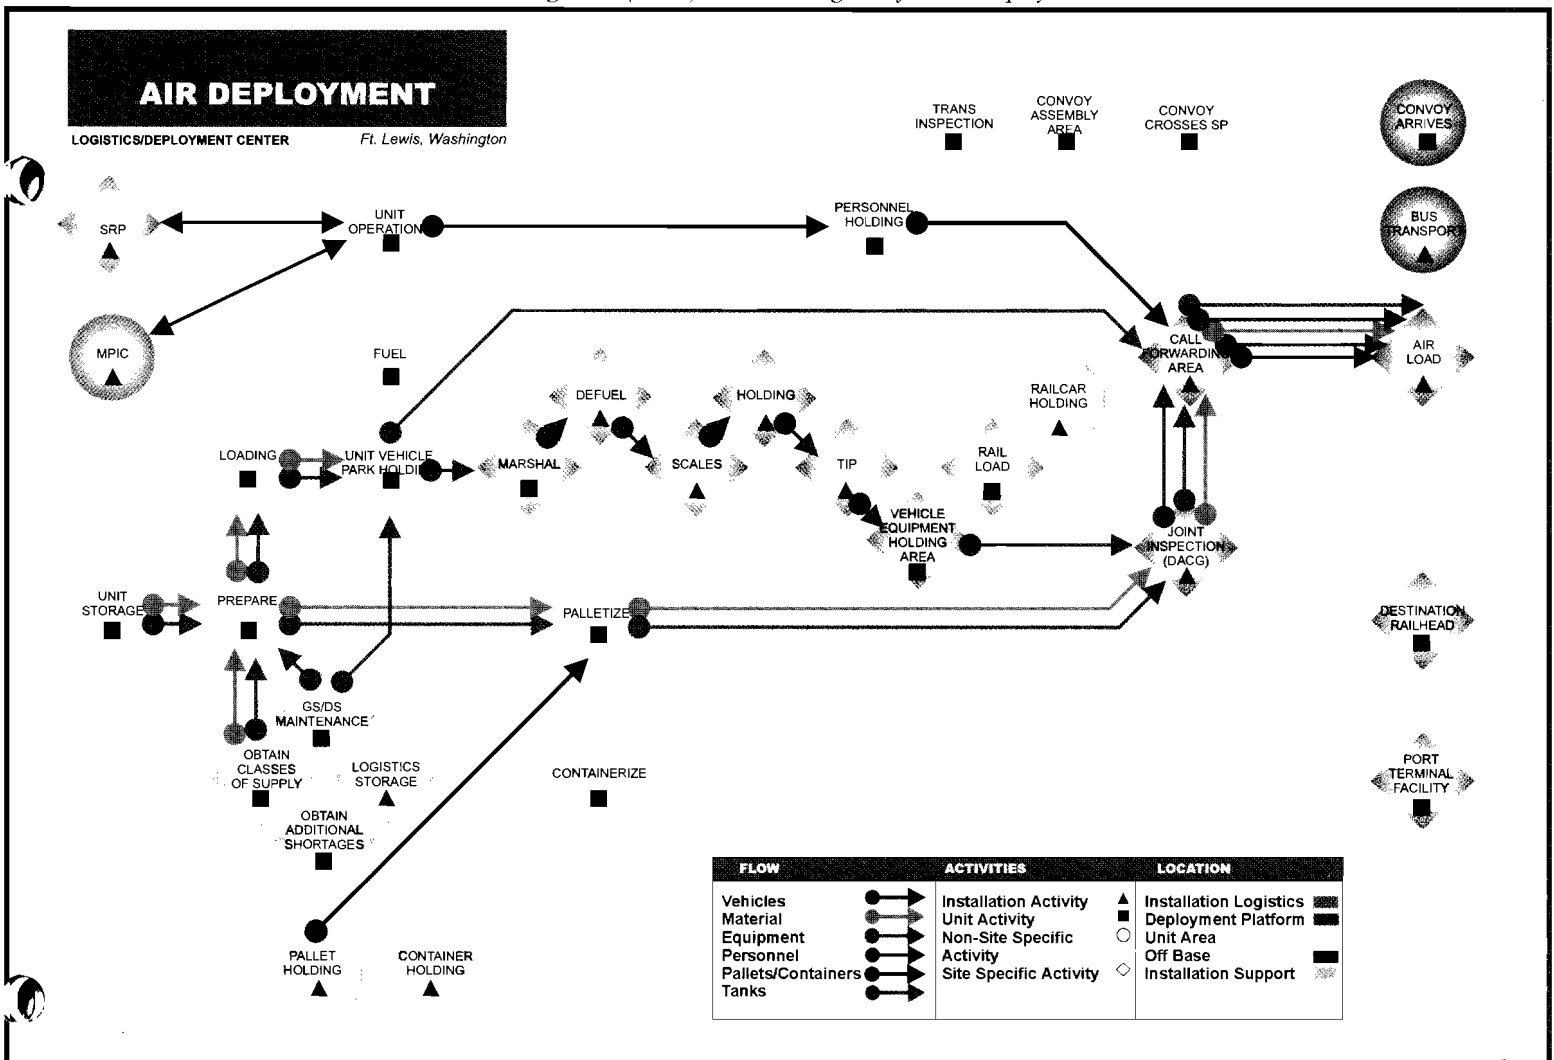 AIR DEPLOYMENT
LOGISTICS/DEPLOYMENT CENTER
Ft. Lewis, Washington
TRANS
INSPECTION
CONVOY
ASSEMBLY
AREA
CONVOY
CROSSES SP
CONVOY
ARRIVES
SRP
UNIT
OPERATION
PERSONNEL
HOLDING
BUS
TRANSPORT
MPIC
FUEL
CALL
FORWARDING
AREA
AIR
LOAD
DEFUEL
HOLDING
RAILCAR
HOLDING
LOADING
UNIT VEHICLE
PARK HOLDING
MARSHAL
SCALES
TIP
RAIL
LOAD
VEHICLE
EQUIPMENT
HOLDING
AREA
JOINT
INSPECTION
(DACG)
UNIT
STORAGE
PREPARE
PALLETIZE
DESTINATION
RAILHEAD
GS/DS
MAINTENANCE
OBTAIN
CLASSES
OF SUPPLY
LOGISTICS
STORAGE
CONTAINERIZE
PORT
TERMINAL
FACILITY
OBTAIN
ADDITIONAL
SHORTAGES
PALLET
HOLDING
CONTAINER
HOLDING
FLOW
Vehicles
Material
Equipment
Personnel
Pallets/Containers
Tanks
ACTIVITIES
Installation Activity
Unit Activity
Non-Site Specific
Activity
Site Specific Activity
LOCATION
Installation Logistics
Deployment Platform
Unit Area
Off Base
Installation Support